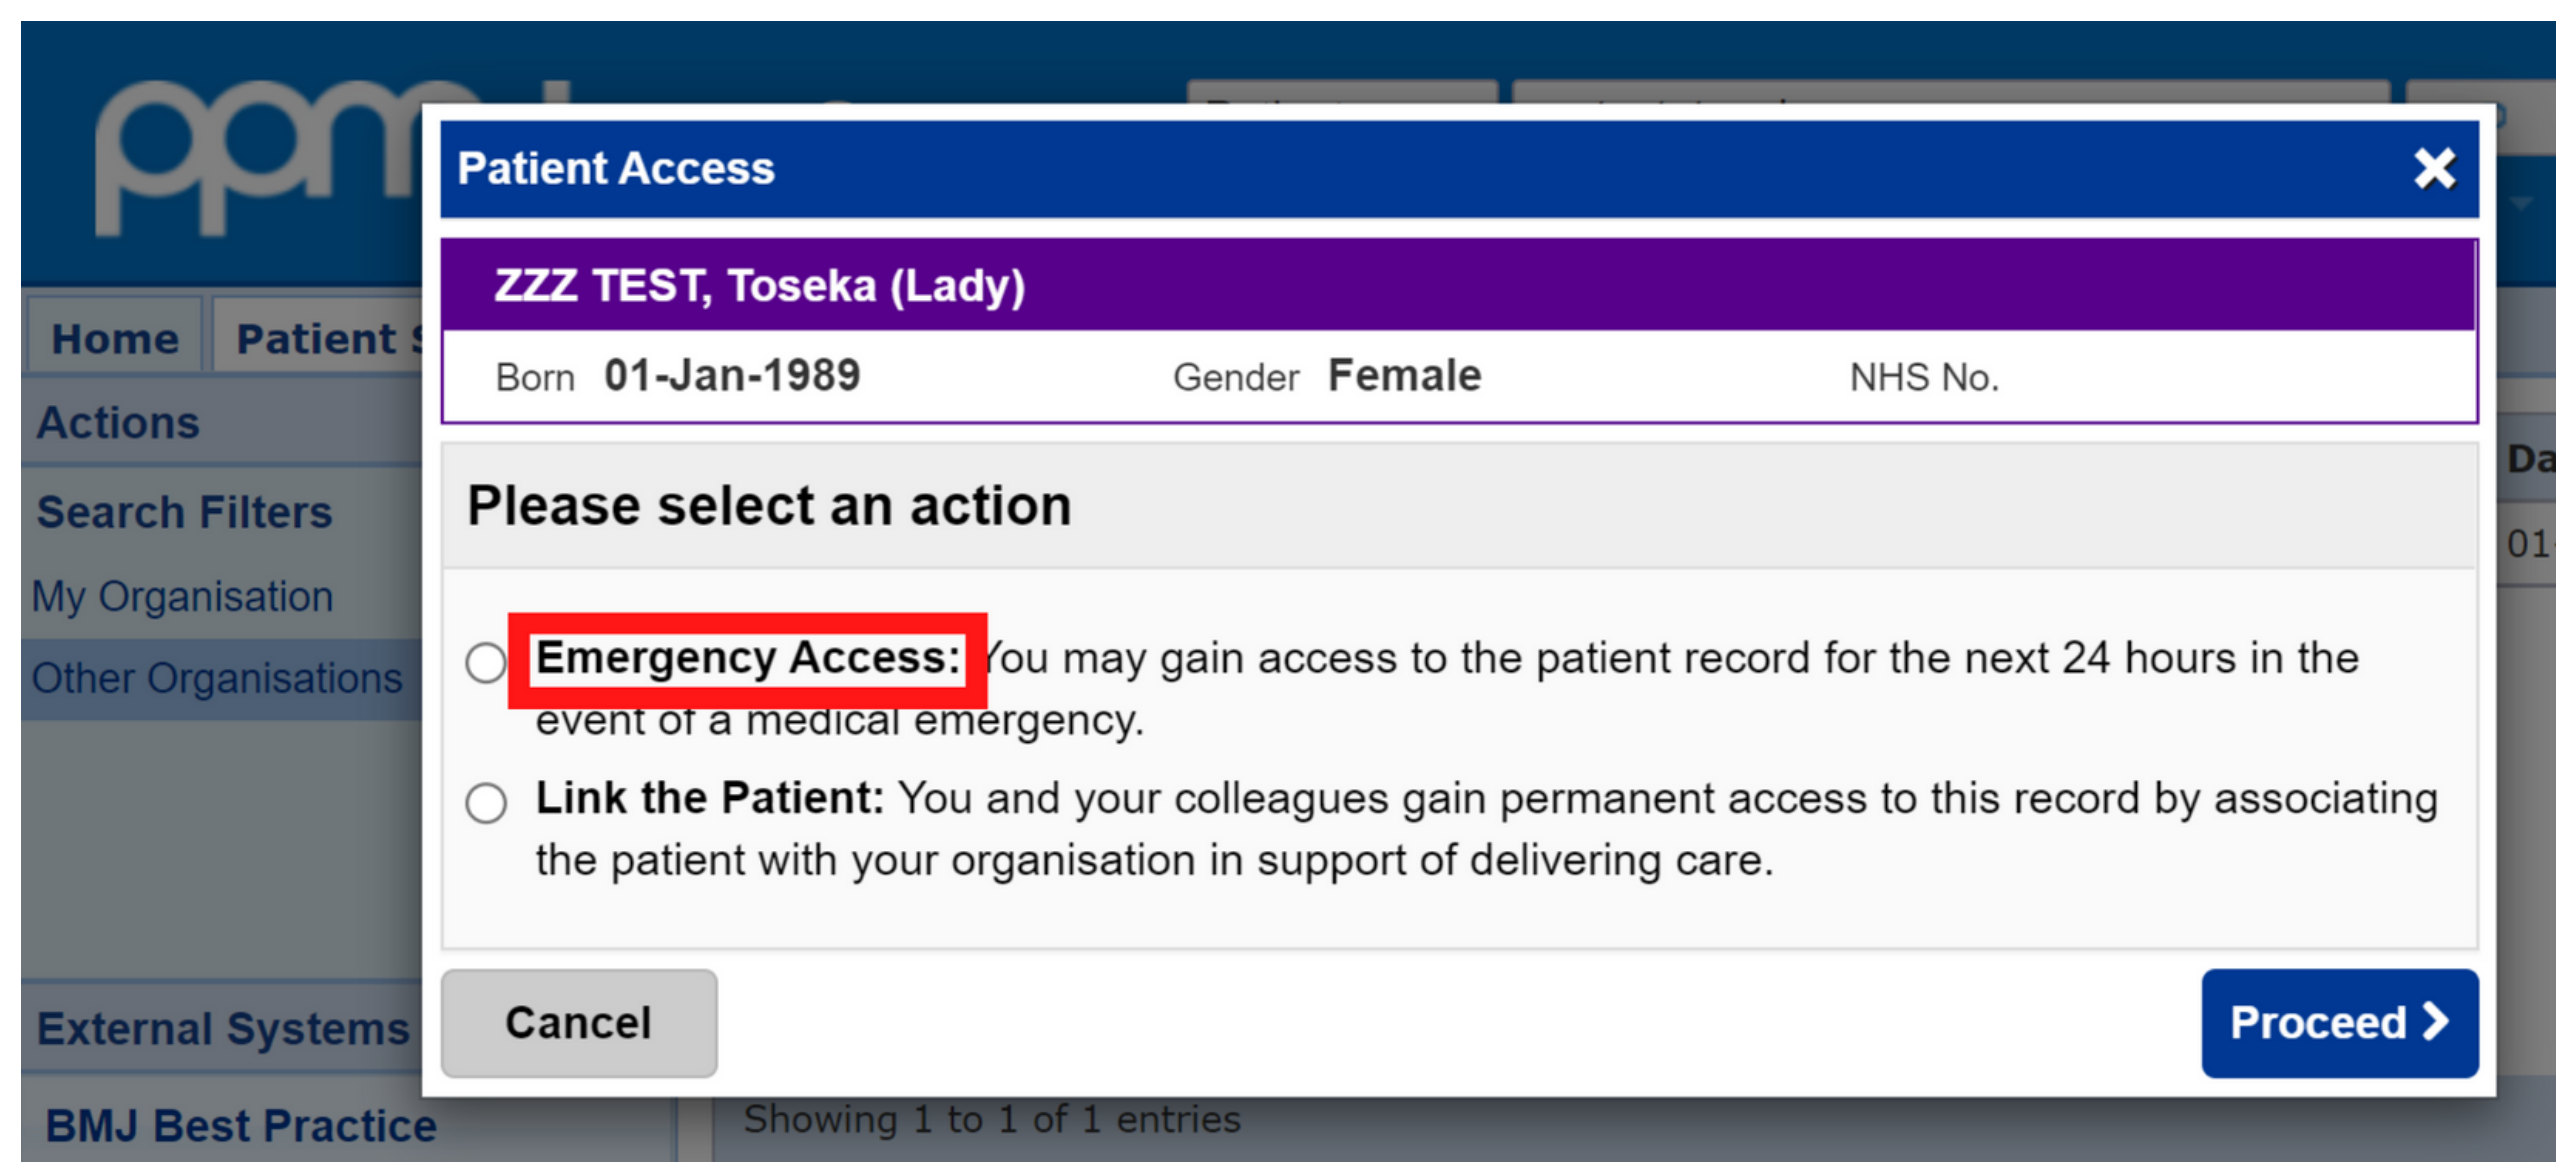 ppm
Patient Access
ZZZ TEST, Toseka (Lady)
Home Patient
Born 01-Jan-1989 Gender Female NHS No.
Actions
Search Filters
Please select an action
My Organisation
01-
Other Organisations
Emergency Access: You may gain access to the patient record for the next 24 hours in the
event of a medical emergency.
Link the Patient: You and your colleagues gain permanent access to this record by associating
the patient with your organisation in support of delivering care.
External Systems
Cancel Proceed
BMJ Best Practice
Showing 1 to 1 of 1 entries